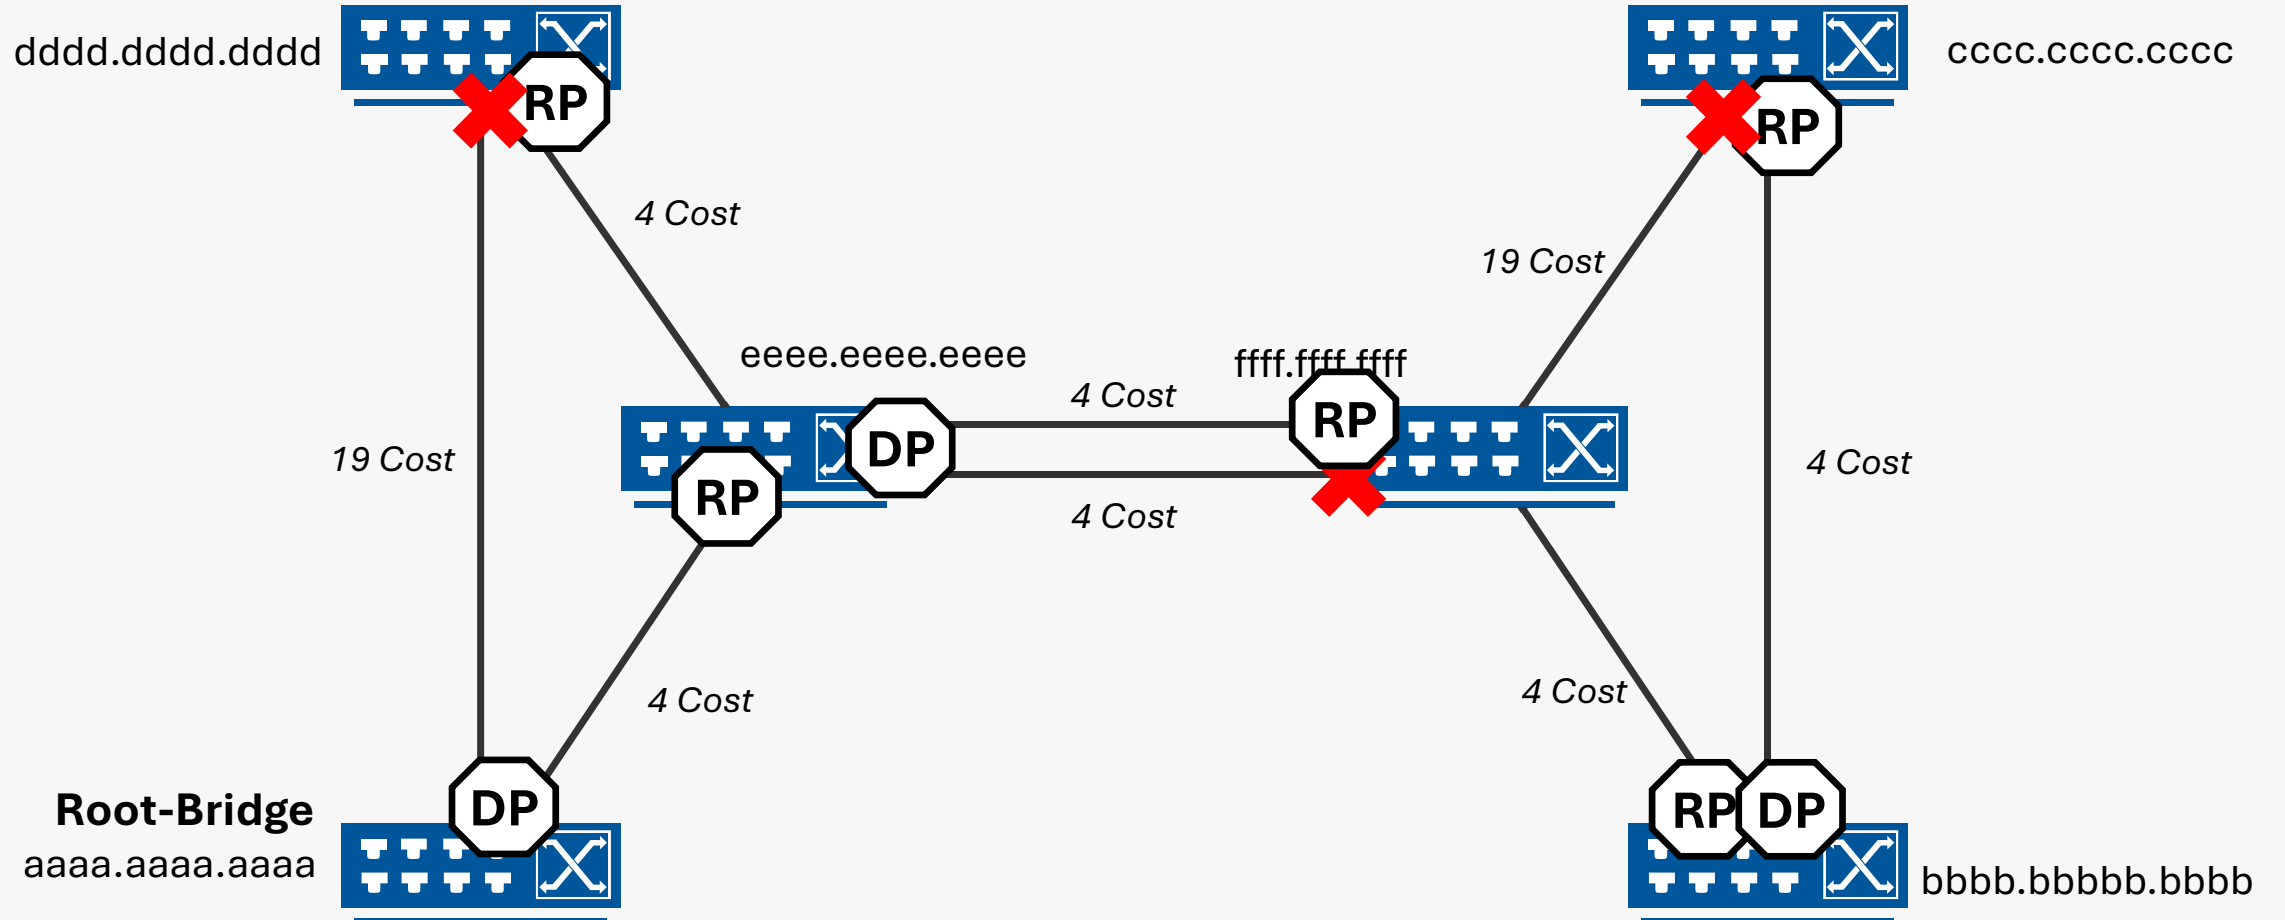 dddd.dddd.dddd
cccc.cccc.cccc
RP
RP
4 Cost
19 Cost
eeee.eeee.eeee
ffff.ffff.ffff
4 Cost
RP
DP
19 Cost
4 Cost
RP
4 Cost
4 Cost
4 Cost
Root-Bridge
DP
RP
DP
aaaa.aaaa.aaaa
bbbb.bbbbb.bbbb